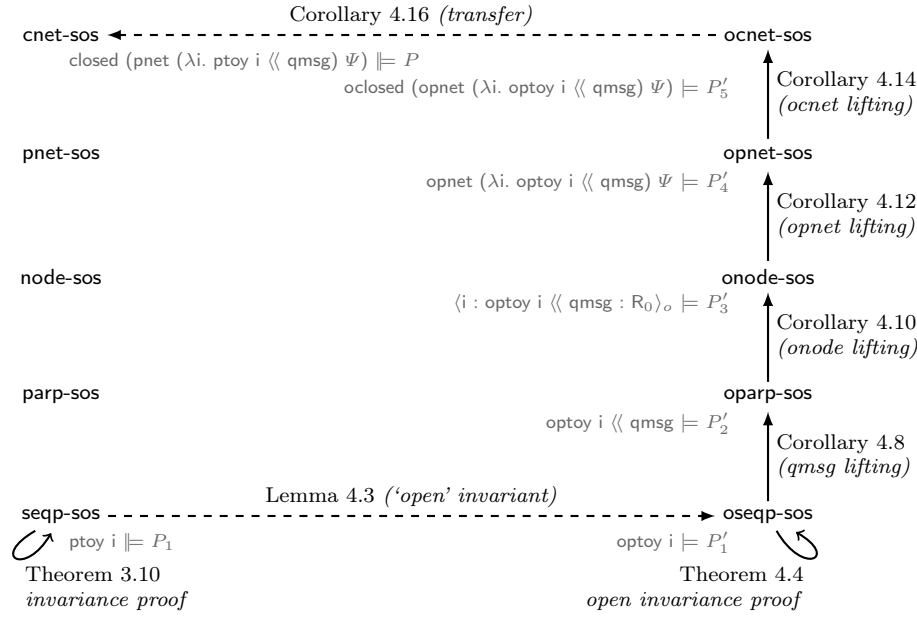 Corollary 4.16 (transfer)
cnet-sos
ocnet-sos
closed (pnet (λi. ptoy i ⟪ qmsg) Ψ) |⊨ P
oclosed (opnet (λi. optoy i ⟪ qmsg) Ψ) ⊨ P′₅
Corollary 4.14
(ocnet lifting)
pnet-sos
opnet-sos
opnet (λi. optoy i ⟪ qmsg) Ψ ⊨ P′₄
Corollary 4.12
(opnet lifting)
node-sos
onode-sos
⟨i : optoy i ⟪ qmsg : R₀⟩ₒ ⊨ P′₃
Corollary 4.10
(onode lifting)
parp-sos
oparp-sos
optoy i ⟪ qmsg ⊨ P′₂
Corollary 4.8
(qmsg lifting)
Lemma 4.3 (‘open’ invariant)
seqp-sos
oseqp-sos
ptoy i |⊨ P₁
optoy i ⊨ P′₁
Theorem 3.10
invariance proof
Theorem 4.4
open invariance proof